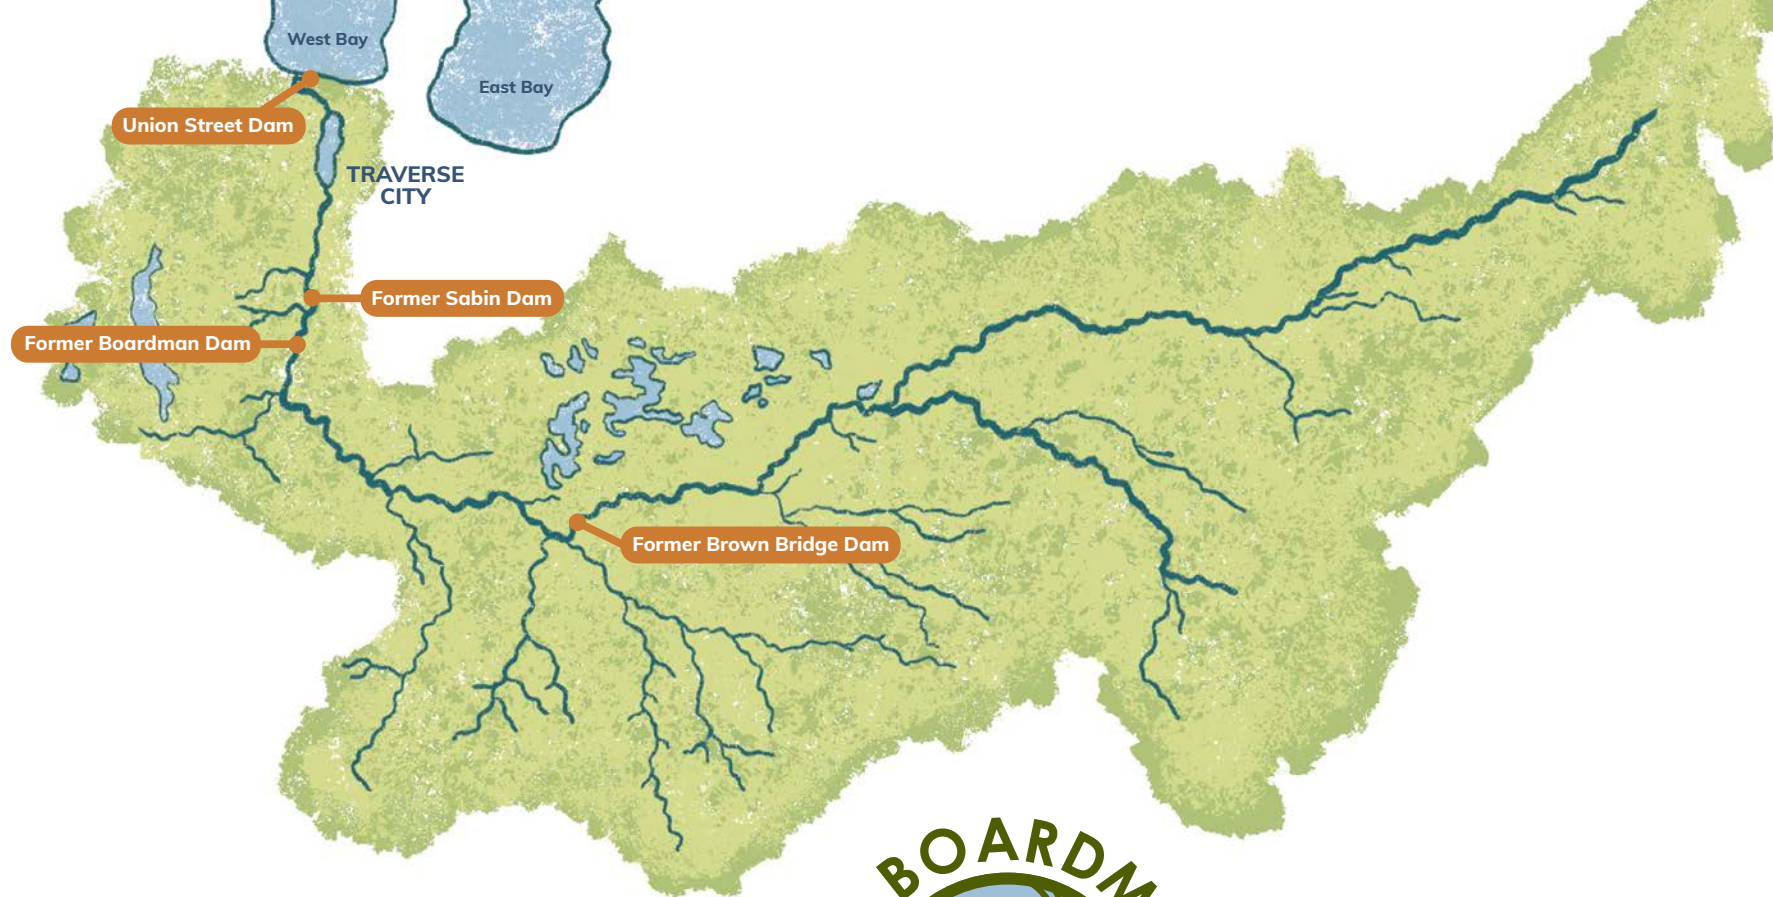 West Bay
East Bay
Union Street Dam
TRAVERSE
CITY
Former Sabin Dam
Former Boardman Dam
Former Brown Bridge Dam
BOARDM